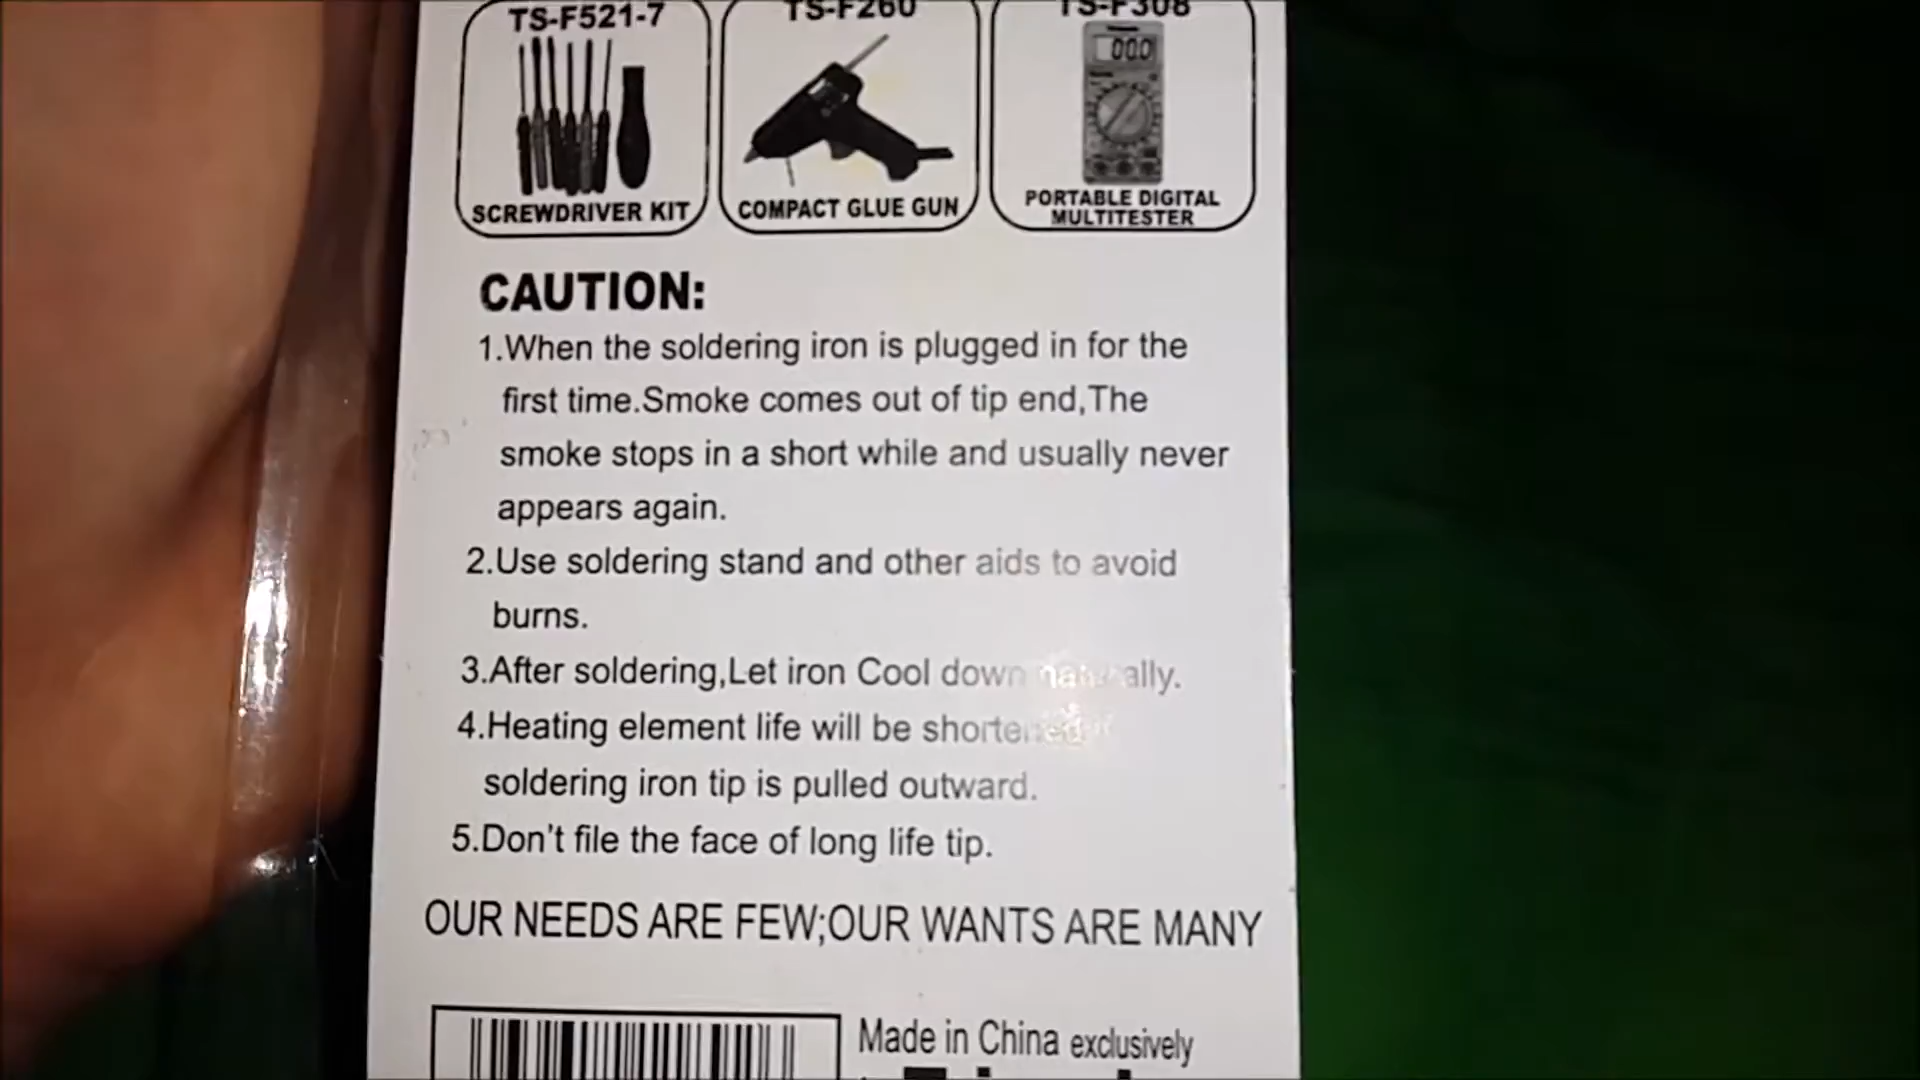 TS-F521-7
TS-F260
TS-F308
000
SCREWDRIVER KIT
COMPACT GLUE GUN
PORTABLE DIGITAL
MULTITESTER
CAUTION:
1.When the soldering iron is plugged in for the
first time.Smoke comes out of tip end,The
smoke stops in a short while and usually never
appears again.
2.Use soldering stand and other aids to avoid
burns.
3.After soldering,Let iron Cool down naturally.
4.Heating element life will be shortened if
soldering iron tip is pulled outward.
5.Don't file the face of long life tip.
OUR NEEDS ARE FEW;OUR WANTS ARE MANY
Made in China exclusively